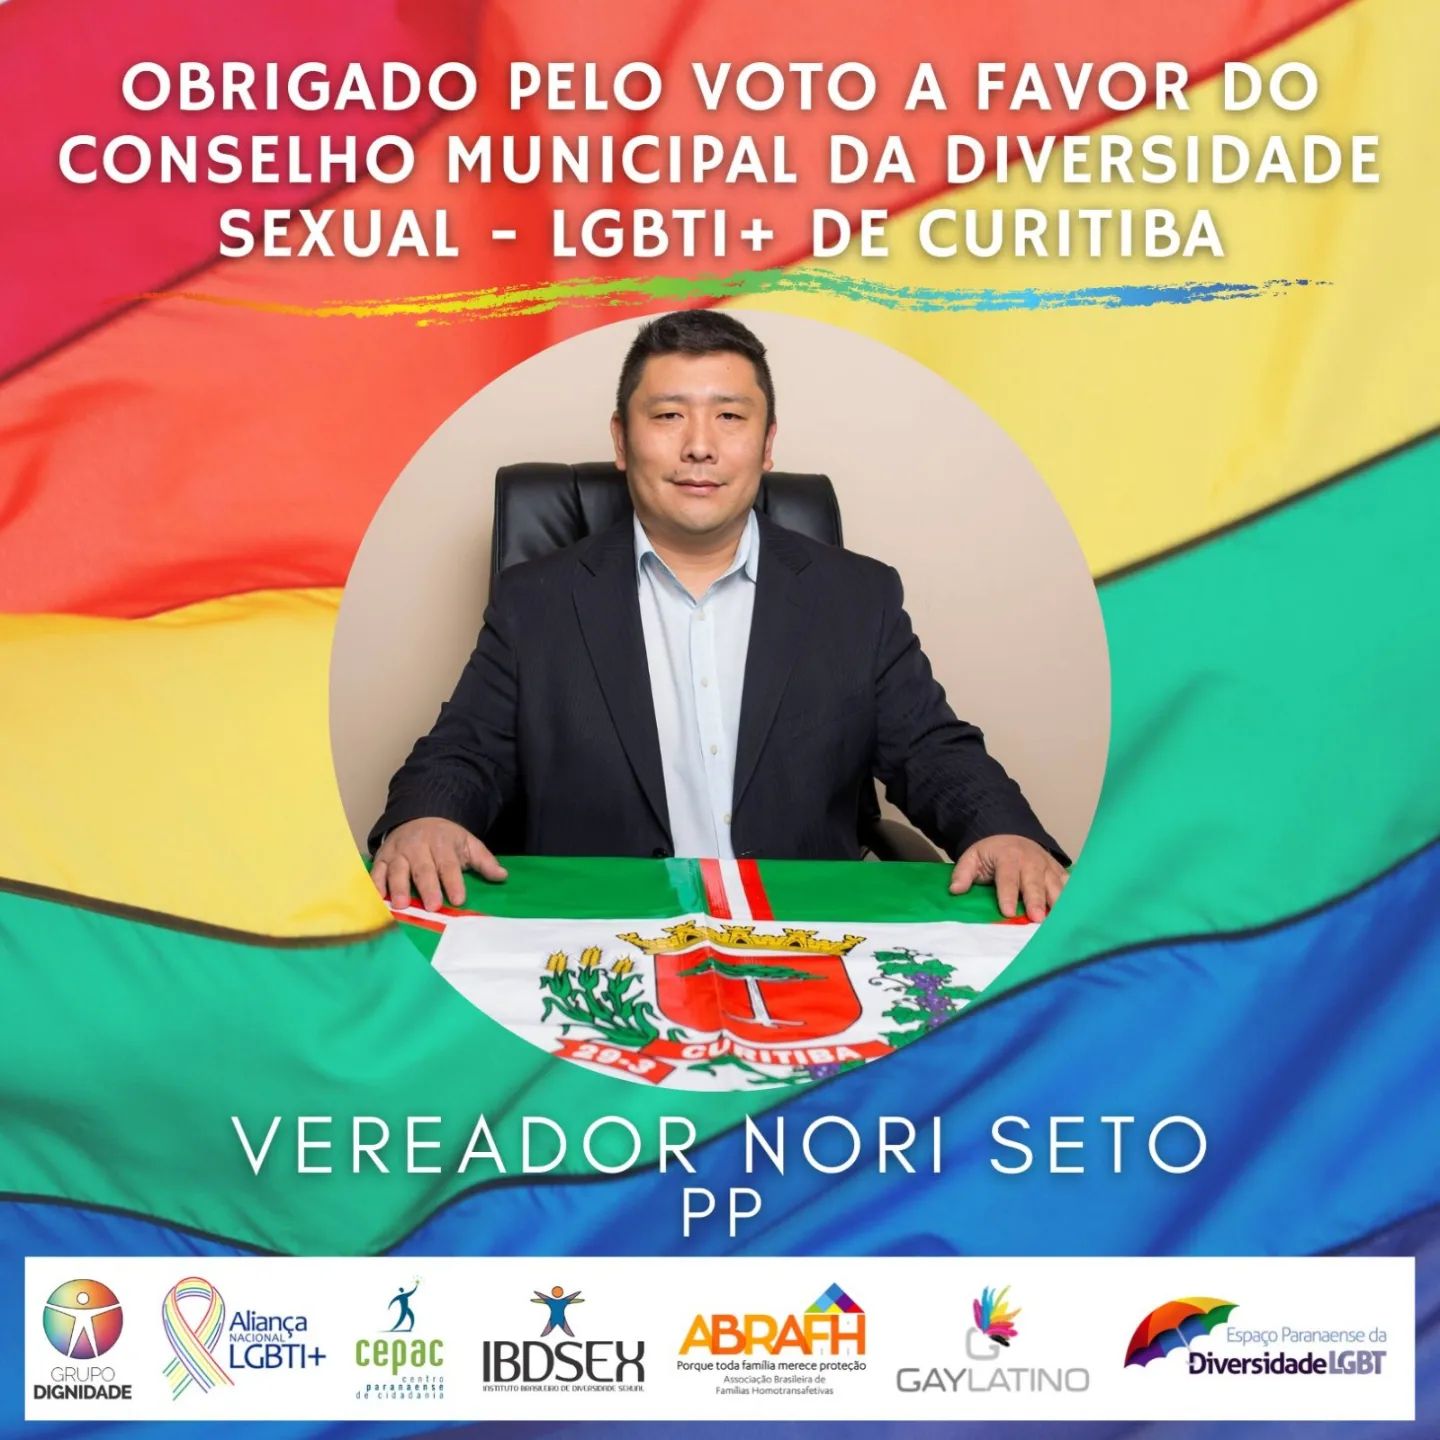 OBRIGADO PELO VOTO A FAVOR DO
CONSELHO MUNICIPAL DA DIVERSIDADE
SEXUAL - LGBTI+ DE CURITIBA
29-3
CURITIBA
VEREADOR NORI SETO
PP
GRUPO
DIGNIDADE
Aliança
NACIONAL
LGBTI+
cepac
centro
paranaense
de cidadania
IBDSEX
INSTITUTO BRASILEIRO DE DIVERSIDADE SEXUAL
ABRAFH
Porque toda família merece proteção
Associação Brasileira de
Famílias Homotransafetivas
G
GAYLATINO
Espaço Paranaense da
Diversidade LGBT